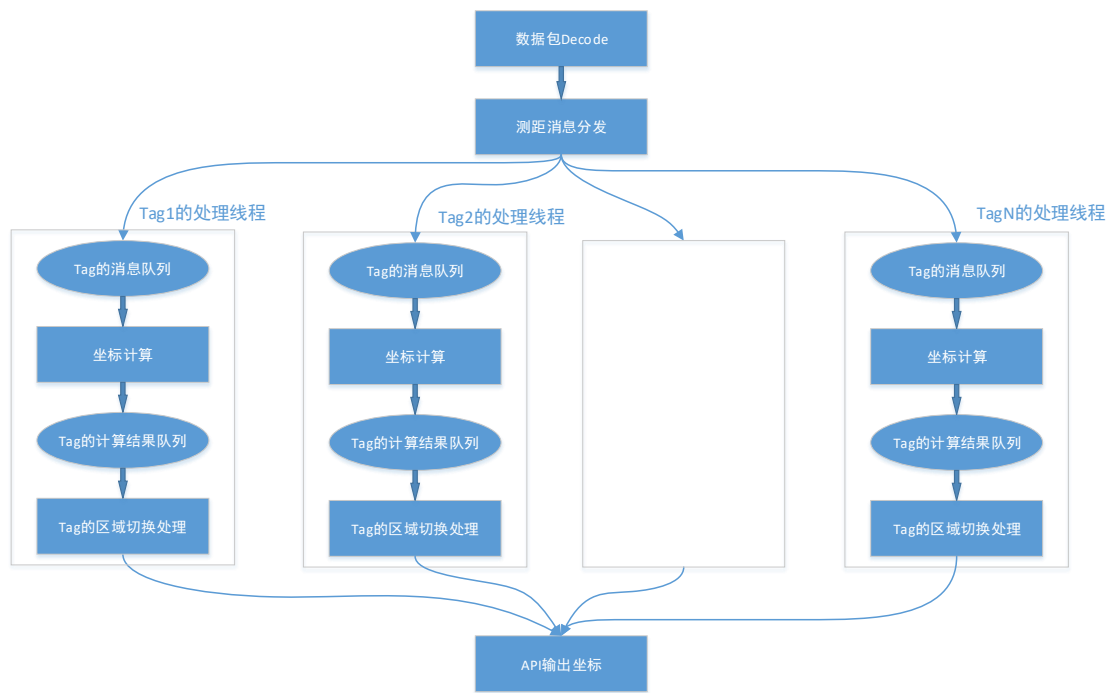 数据包Decode
测距消息分发
Tag1的处理线程
Tag的消息队列
坐标计算
Tag的计算结果队列
Tag的区域切换处理
Tag2的处理线程
Tag的消息队列
坐标计算
Tag的计算结果队列
Tag的区域切换处理
TagN的处理线程
Tag的消息队列
坐标计算
Tag的计算结果队列
Tag的区域切换处理
API输出坐标